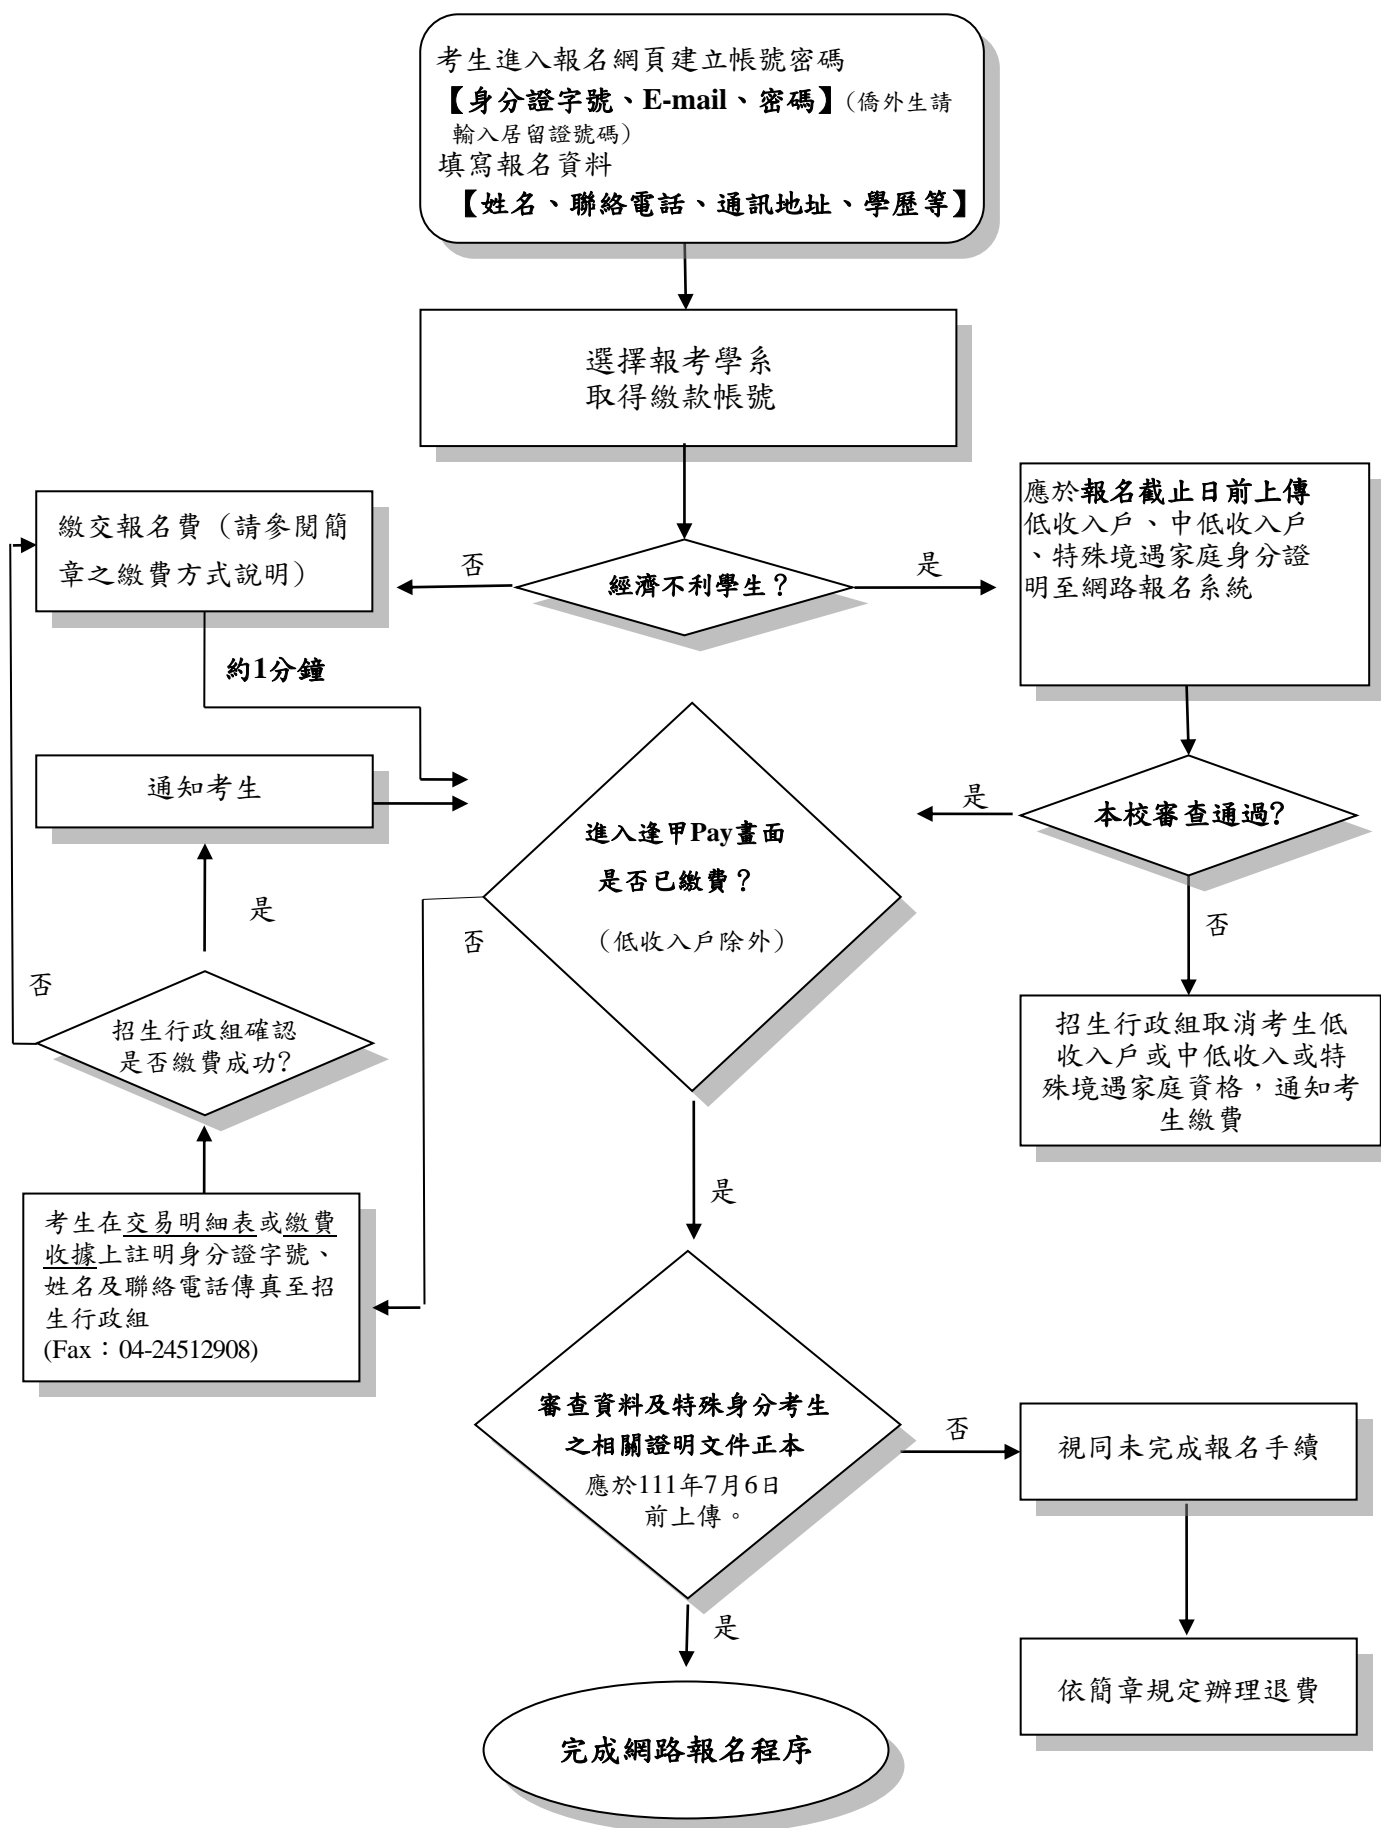 考生進入報名網頁建立帳號密碼
【身分證字號、E-mail、密碼】(僑外生請
輸入居留證號碼)
填寫報名資料
【姓名、聯絡電話、通訊地址、學歷等】
選擇報考學系
取得繳款帳號
應於報名截止日前上傳
低收入戶、中低收入戶
、特殊境遇家庭身分證
明至網路報名系統
繳交報名費（請參閱簡
章之繳費方式說明）
否
經濟不利學生？
是
約1分鐘
通知考生
進入逢甲Pay畫面
是否已繳費？
（低收入戶除外）
是
本校審查通過?
是
否
否
否
招生行政組確認
是否繳費成功?
招生行政組取消考生低
收入戶或中低收入或特
殊境遇家庭資格，通知考
生繳費
是
考生在交易明細表或繳費
收據上註明身分證字號、
姓名及聯絡電話傳真至招
生行政組
(Fax：04-24512908)
審查資料及特殊身分考生
之相關證明文件正本
應於111年7月6日
前上傳。
否
視同未完成報名手續
是
依簡章規定辦理退費
完成網路報名程序